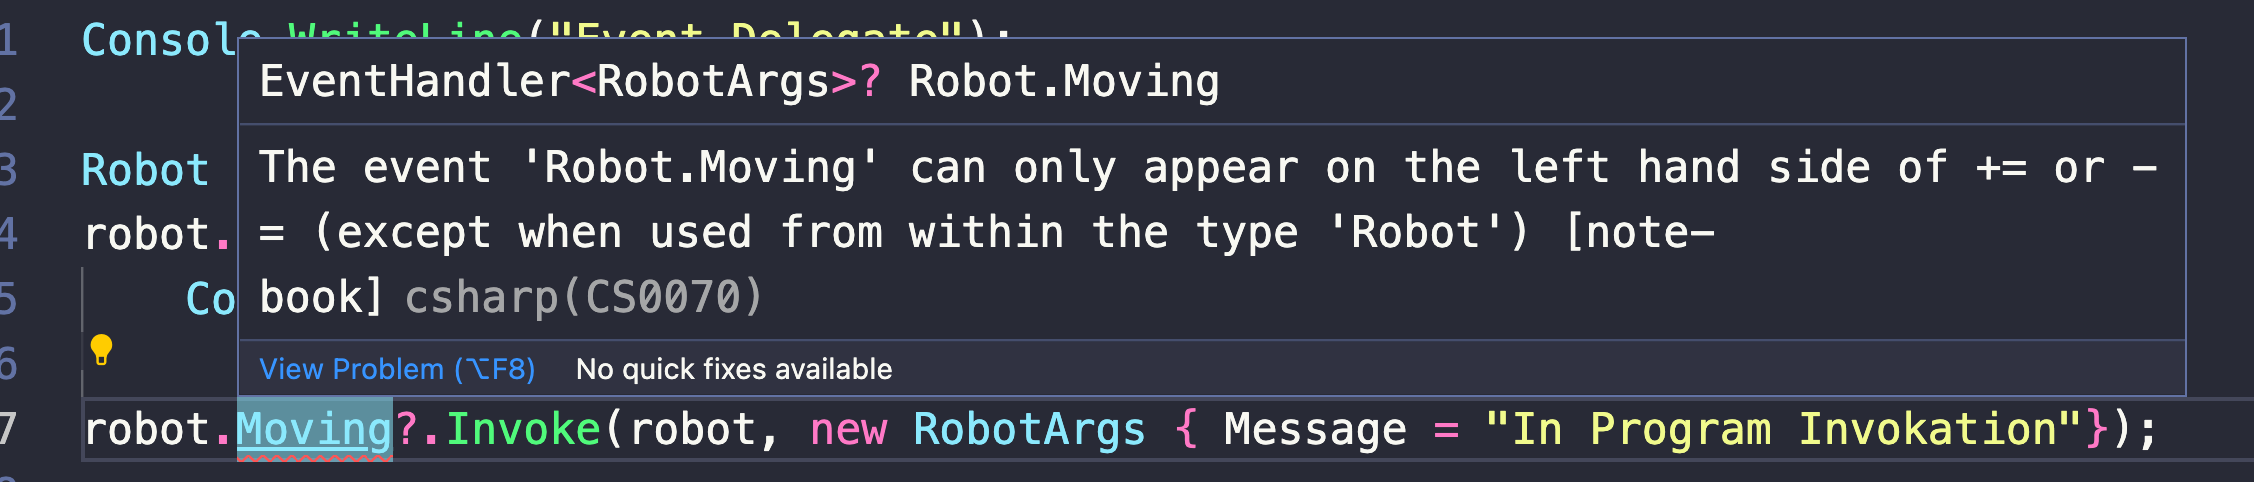 1 Console.WriteLine("Event Delegate");
EventHandler<RobotArgs>? Robot.Moving
2
The event 'Robot.Moving' can only appear on the left hand side of += or -
3 Robot
4 robot.
= (except when used from within the type 'Robot') [note-
5 Co
book] csharp(CS0070)
6
View Problem (⌥F8) No quick fixes available
7 robot.Moving?.Invoke(robot, new RobotArgs { Message = "In Program Invokation"});